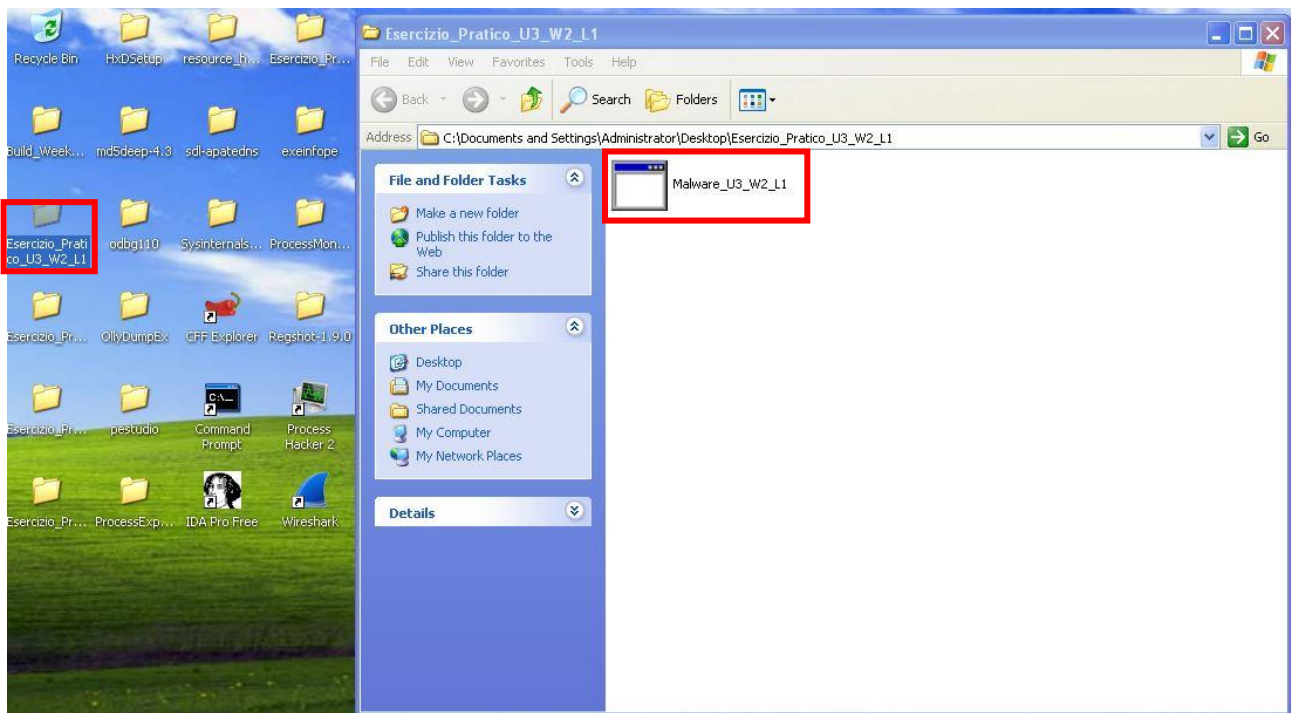 Recycle Bin
HxDSetup
resource_h...
Esercizio_Pr...
Build_Week...
md5deep-4.3
sdl-apatedns
exeinfope
Esercizio_Prati
co_U3_W2_L1
odbg110
Sysinternals...
ProcessMon...
Esercizio_Pr...
OllyDumpEx
CFF Explorer
Regshot-1.9.0
Esercizio_Pr...
pestudio
C:\_
Command
Prompt
Process
Hacker 2
Esercizio_Pr...
ProcessExp...
IDA Pro Free
Wireshark
Esercizio_Pratico_U3_W2_L1
File Edit View Favorites Tools Help
Back Search Folders
Address C:\Documents and Settings\Administrator\Desktop\Esercizio_Pratico_U3_W2_L1 Go
File and Folder Tasks
Make a new folder
Publish this folder to the
Web
Share this folder
Other Places
Desktop
My Documents
Shared Documents
My Computer
My Network Places
Details
Malware_U3_W2_L1